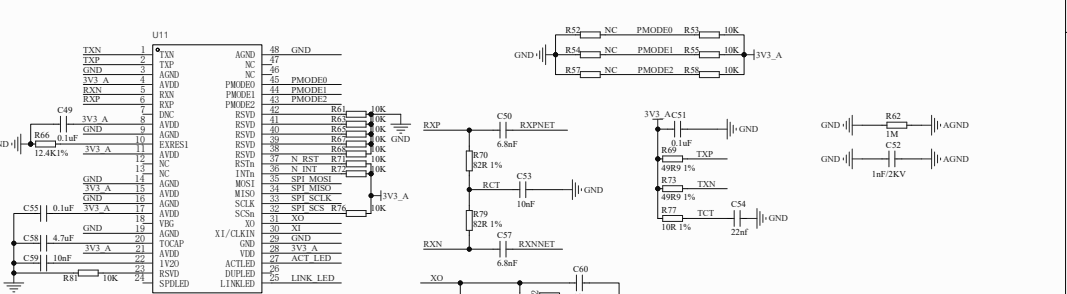 U11
TXN 1 TXN AGND 48 GND
TXP 2 TXP NC 47
GND 3 AGND NC 46
3V3_A 4 AVDD PMODE0 45 PMODE0
RXN 5 RXN PMODE1 44 PMODE1
RXP 6 RXP PMODE2 43 PMODE2
7 DNC RSVD 42 R61 10K
C49 3V3_A 8 AVDD RSVD 41 R63 10K
0.1uF GND 9 AGND RSVD 40 R65 10K
R66 10 EXRES1 RSVD 39 R67 10K
12.4K1% 3V3_A 11 AVDD RSVD 38 R68 10K
12 NC RSTn 37 N_RST R71 10K
13 NC INTn 36 N_INT R72 10K
GND 14 AGND MOSI 35 SPI_MOSI
3V3_A 15 AVDD MISO 34 SPI_MISO
GND 16 AGND SCLK 33 SPI_SCLK
C55 0.1uF 3V3_A 17 AVDD SCSn 32 SPI_SCS R76 10K
18 VBG XO 31 XO
GND 19 AGND XI/CLKIN 30 XI
C58 4.7uF 20 TOCAP GND 29 GND
3V3_A 21 AVDD VDD 28 3V3_A
C59 10nF 22 1V2O ACTLED 27 ACT_LED
23 RSVD DUPLED 26
R81 10K 24 SPDLED LINKLED 25 LINK_LED
GND
3V3_A
R52 NC PMODE0 R53 10K
GND R54 NC PMODE1 R55 10K 3V3_A
R57 NC PMODE2 R58 10K
RXP C50 RXPNET
6.8nF
R70
82R 1%
RCT C53 GND
10nF
R79
82R 1%
RXN C57 RXNNET
6.8nF
XO C60
3V3_A C51 GND
0.1uF
R69 TXP
49R9 1%
R73 TXN
49R9 1%
R77 TCT C54 GND
10R 1% 22nf
GND R62 AGND
1M
GND C52 AGND
1nF/2KV